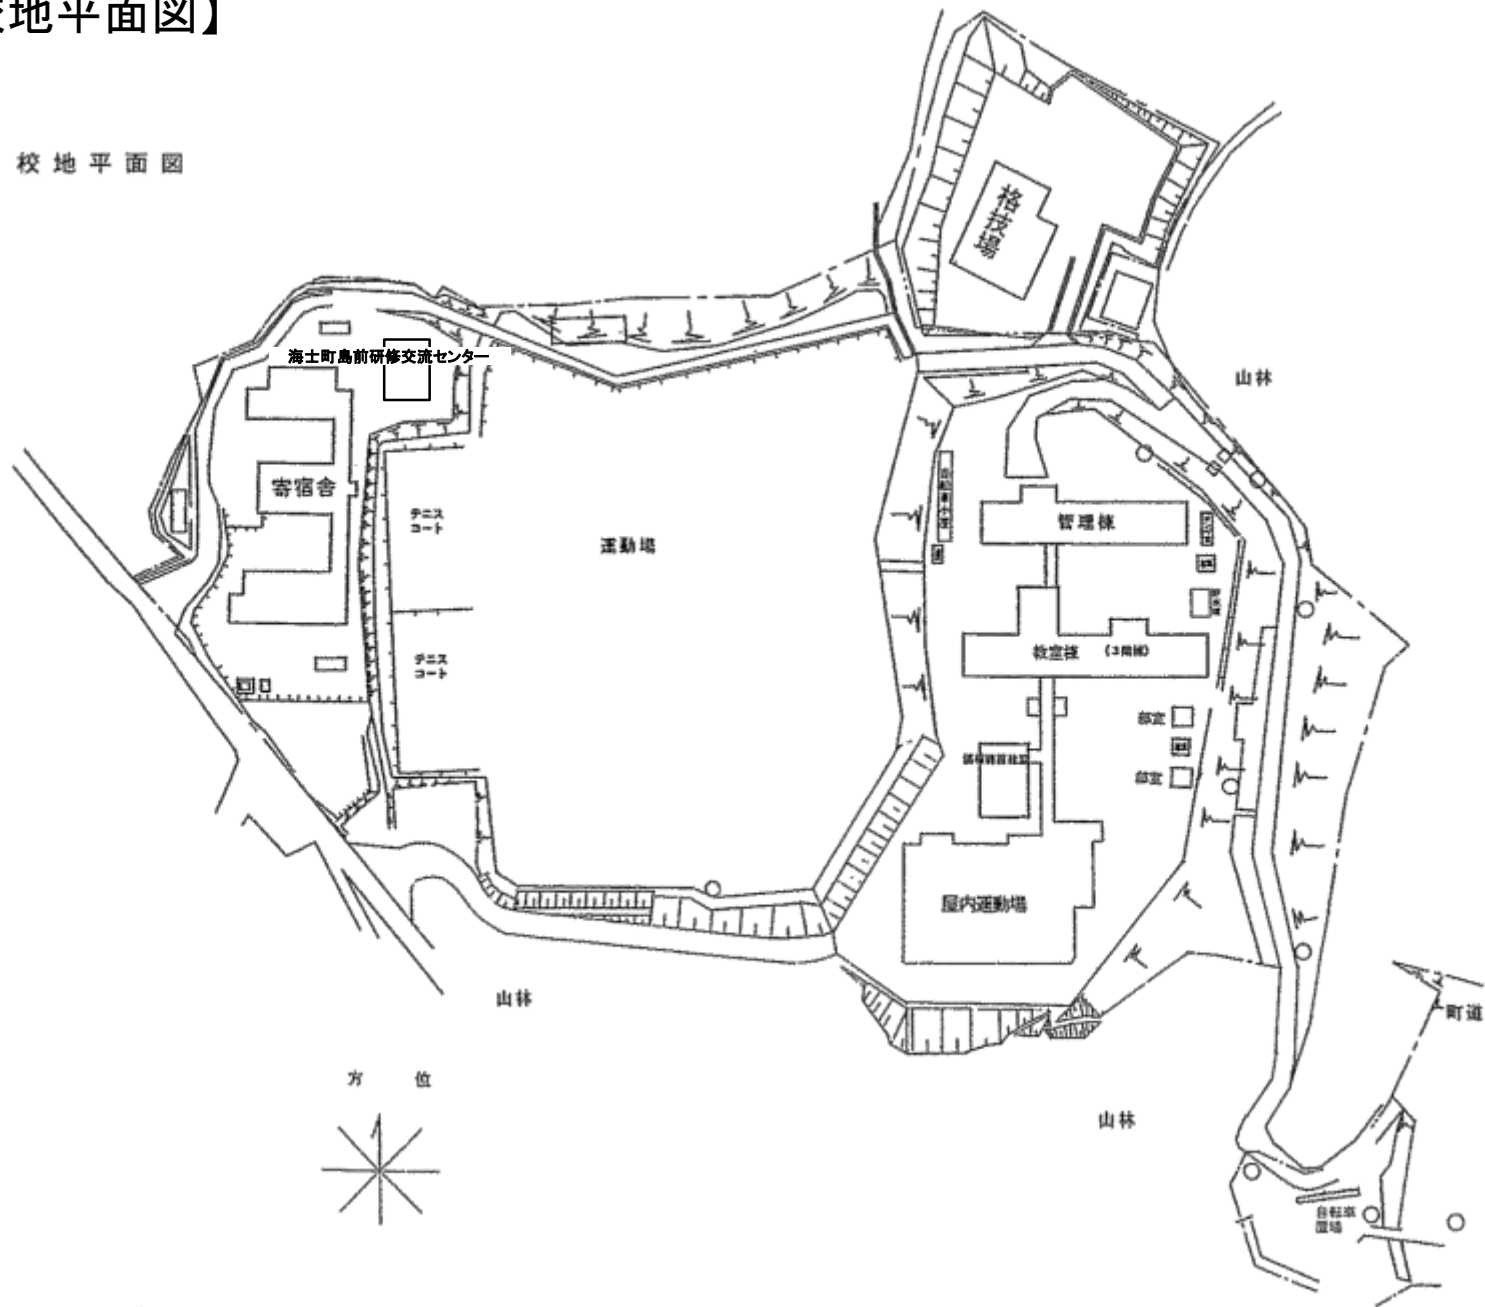 地平面図】
校地平面図
格技場
山林
海士町島前研修交流センター
寄宿舎
テニス
コート
運動場
管理棟
テニス
コート
教室棟 (3階建)
部室
部室
屋内運動場
山林
町道
方位
山林
自転車
置場